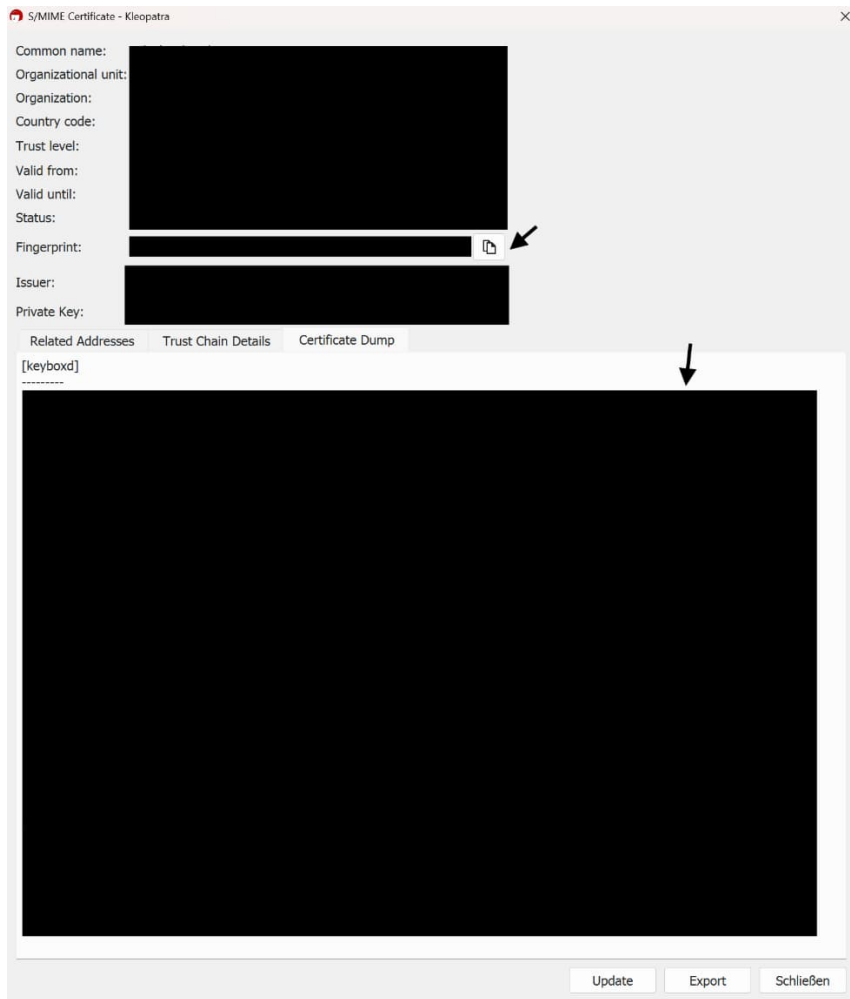 S/MIME Certificate - Kleopatra
Common name:
Organizational unit:
Organization:
Country code:
Trust level:
Valid from:
Valid until:
Status:
Fingerprint:
Issuer:
Private Key:
Related Addresses Trust Chain Details Certificate Dump
[keyboxd]
---------
Update Export Schließen